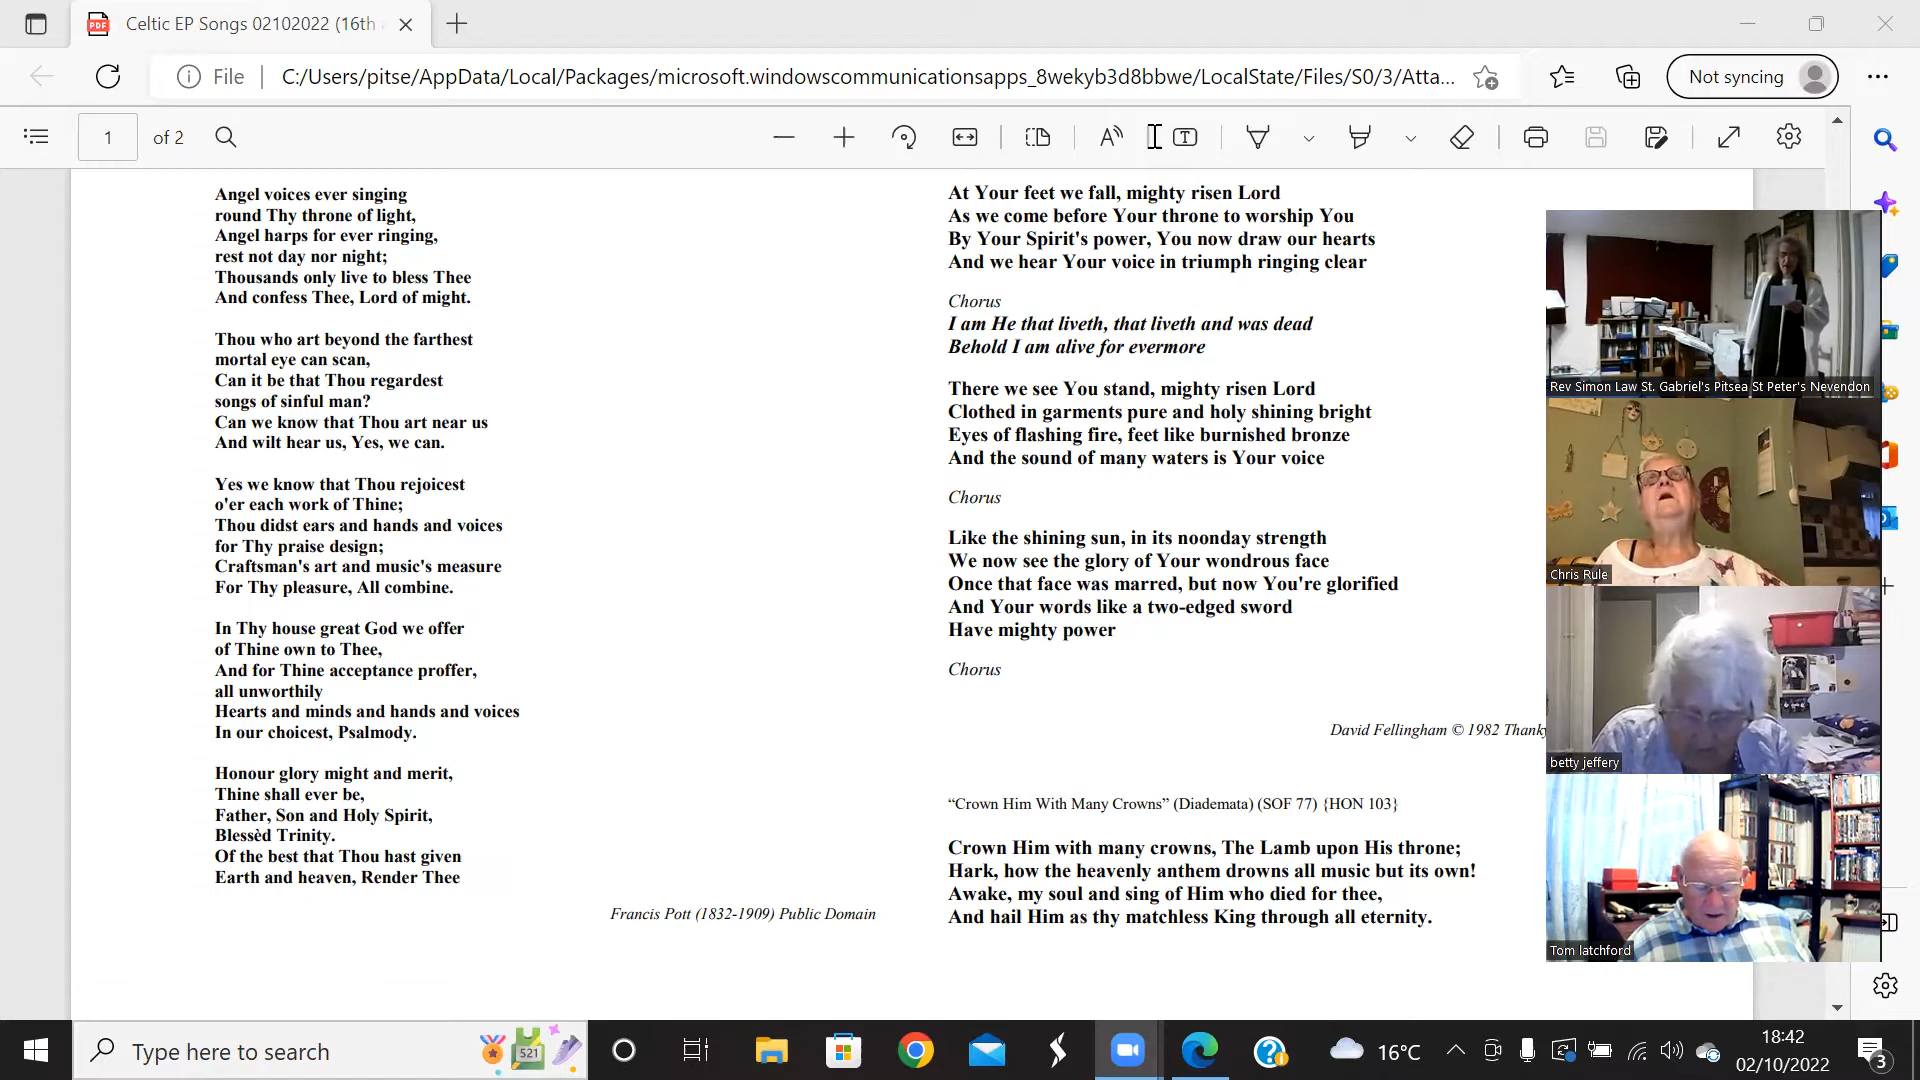 Celtic EP Songs 02102022 (16th
File
C:/Users/pitse/AppData/Local/Packages/microsoft.windowscommunicationsapps_8wekyb3d8bbwe/LocalState/Files/S0/3/Atta...
Not syncing
1 of 2
Angel voices ever singing
round Thy throne of light,
Angel harps for ever ringing,
rest not day nor night;
Thousands only live to bless Thee
And confess Thee, Lord of might.
Thou who art beyond the farthest
mortal eye can scan,
Can it be that Thou regardest
songs of sinful man?
Can we know that Thou art near us
And wilt hear us, Yes, we can.
Yes we know that Thou rejoicest
o'er each work of Thine;
Thou didst ears and hands and voices
for Thy praise design;
Craftsman's art and music's measure
For Thy pleasure, All combine.
In Thy house great God we offer
of Thine own to Thee,
And for Thine acceptance proffer,
all unworthily
Hearts and minds and hands and voices
In our choicest, Psalmody.
Honour glory might and merit,
Thine shall ever be,
Father, Son and Holy Spirit,
Blessèd Trinity.
Of the best that Thou hast given
Earth and heaven, Render Thee
Francis Pott (1832-1909) Public Domain
At Your feet we fall, mighty risen Lord
As we come before Your throne to worship You
By Your Spirit's power, You now draw our hearts
And we hear Your voice in triumph ringing clear
Chorus
I am He that liveth, that liveth and was dead
Behold I am alive for evermore
There we see You stand, mighty risen Lord
Clothed in garments pure and holy shining bright
Eyes of flashing fire, feet like burnished bronze
And the sound of many waters is Your voice
Chorus
Like the shining sun, in its noonday strength
We now see the glory of Your wondrous face
Once that face was marred, but now You're glorified
And Your words like a two-edged sword
Have mighty power
Chorus
David Fellingham © 1982 Thanky
“Crown Him With Many Crowns” (Diademata) (SOF 77) {HON 103}
Crown Him with many crowns, The Lamb upon His throne;
Hark, how the heavenly anthem drowns all music but its own!
Awake, my soul and sing of Him who died for thee,
And hail Him as thy matchless King through all eternity.
Rev Simon Law St. Gabriel's Pitsea St Peter's Nevendon
Chris Rule
betty jeffery
Tom latchford
Type here to search
521
16°C
18:42
02/10/2022
3